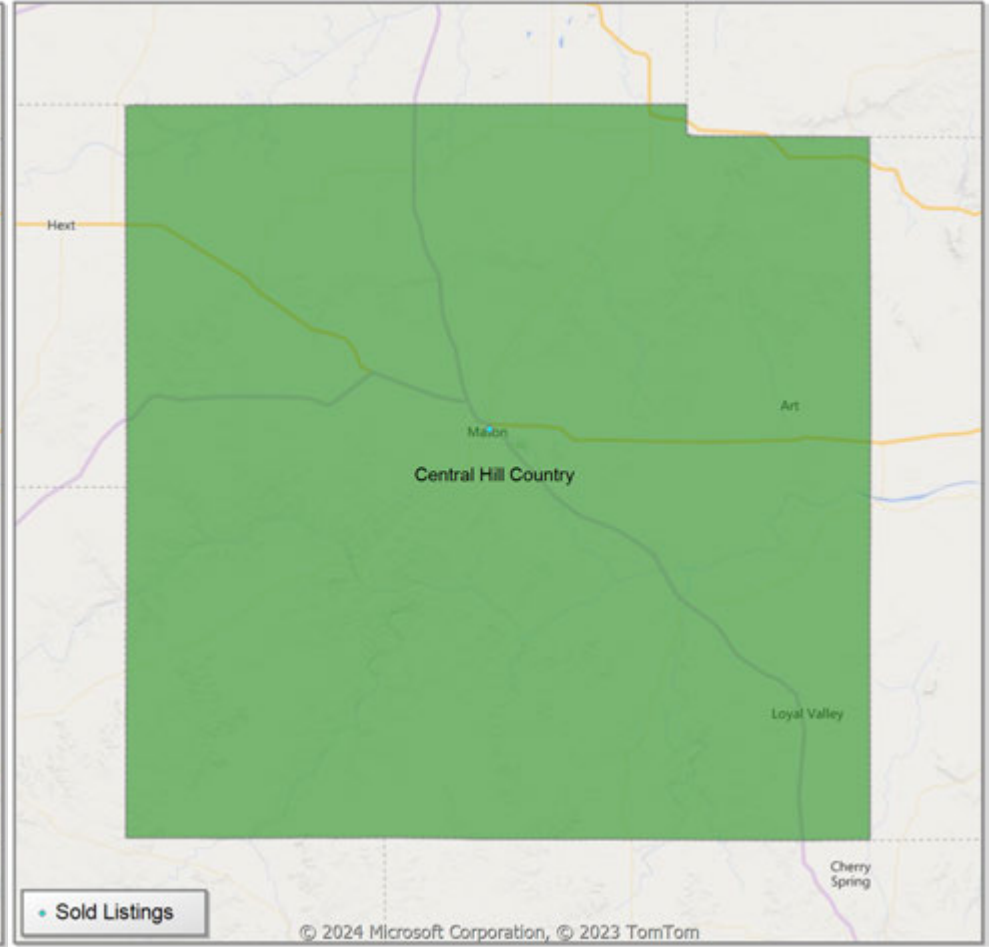 Hext
Art
Mason
Central Hill Country
Loyal Valley
Cherry
Spring
Sold Listings
© 2024 Microsoft Corporation, © 2023 TomTom